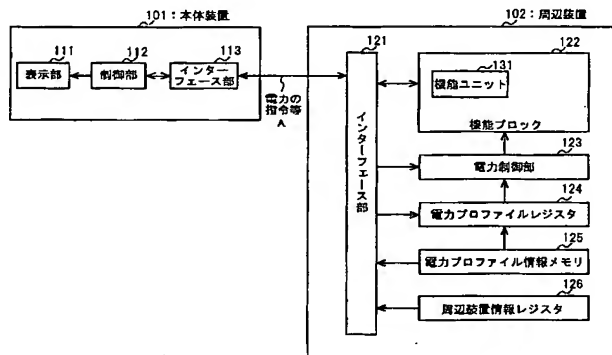 101：本体装置
111
表示部
112
制御部
113
インター
フェース部
電力の
指令等
A
102：周辺装置
121
インターフェース部
122
131
機能ユニット
機能ブロック
123
電力制御部
124
電力プロファイルレジスタ
125
電力プロファイル情報メモリ
126
周辺装置情報レジスタ